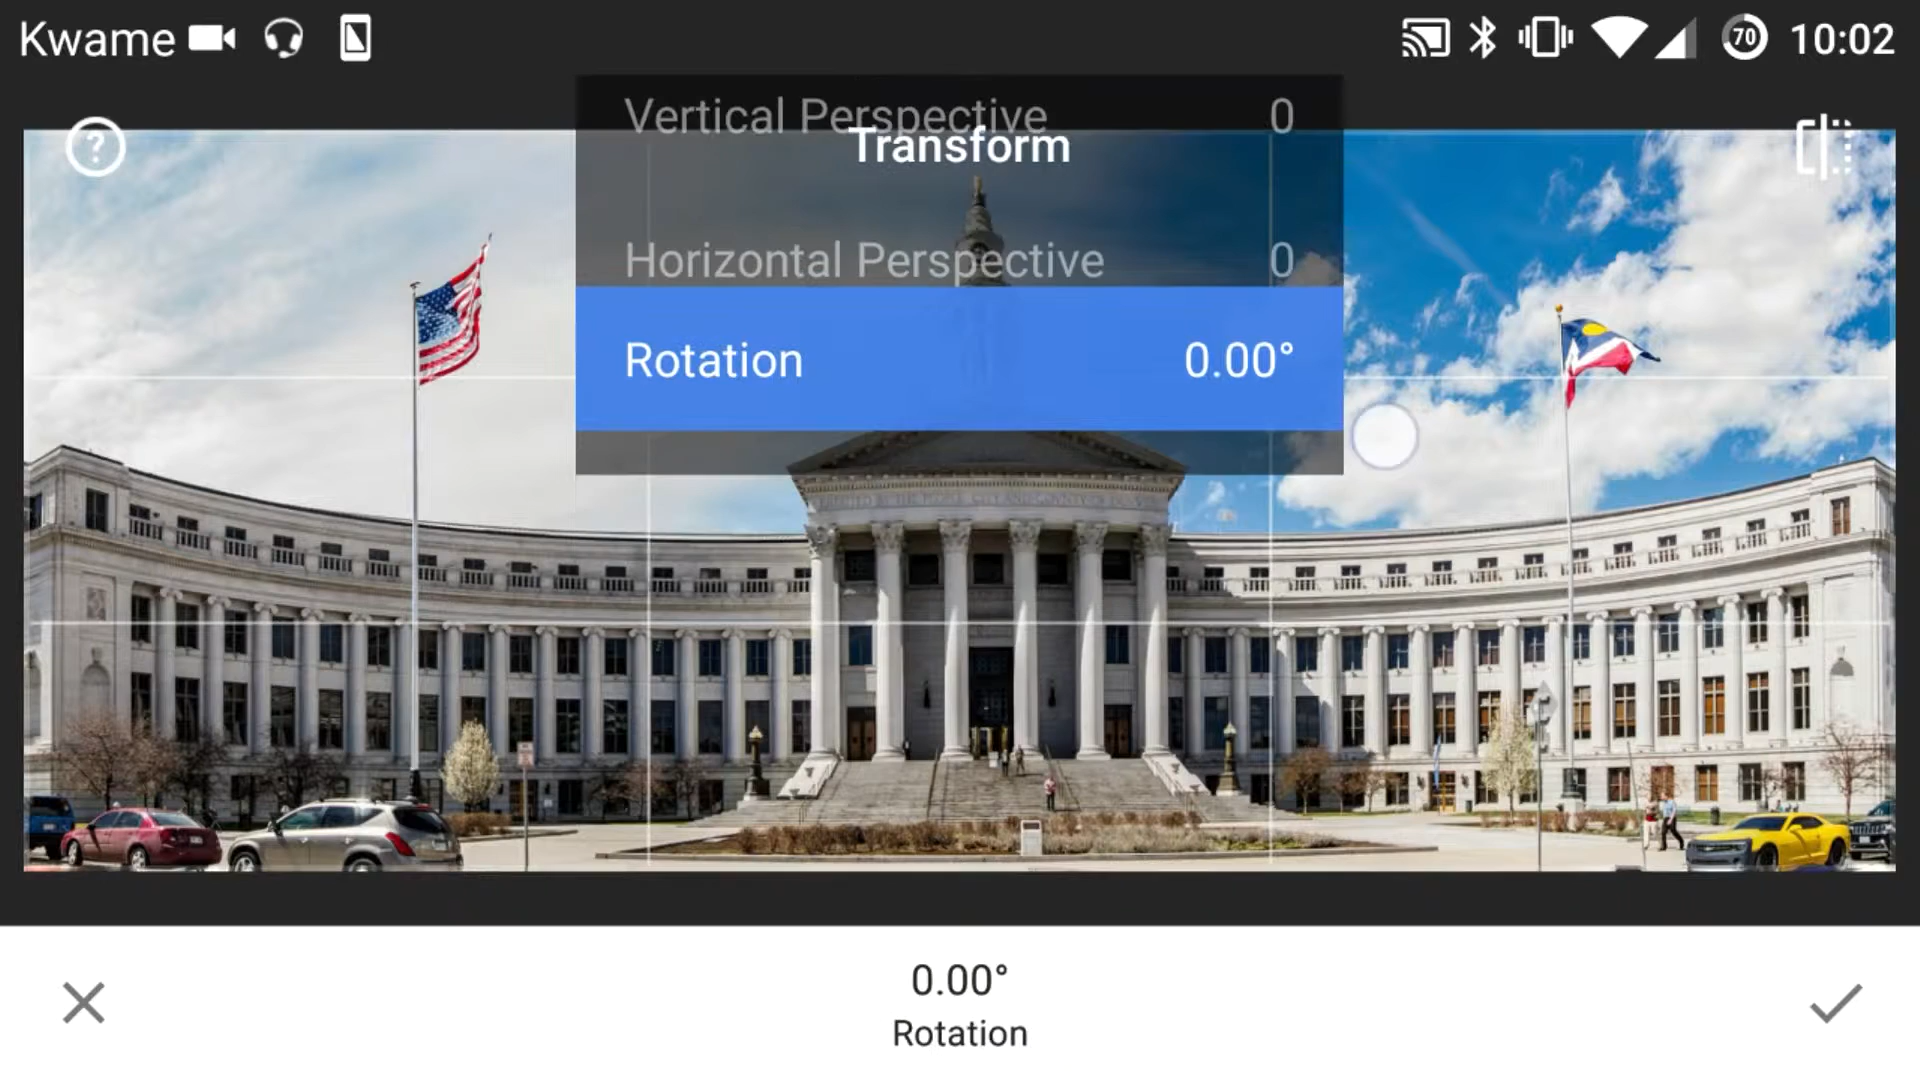 Kwame
70
10:02
?
Vertical Perspective 0
Transform
Horizontal Perspective 0
Rotation 0.00°
0.00°
Rotation